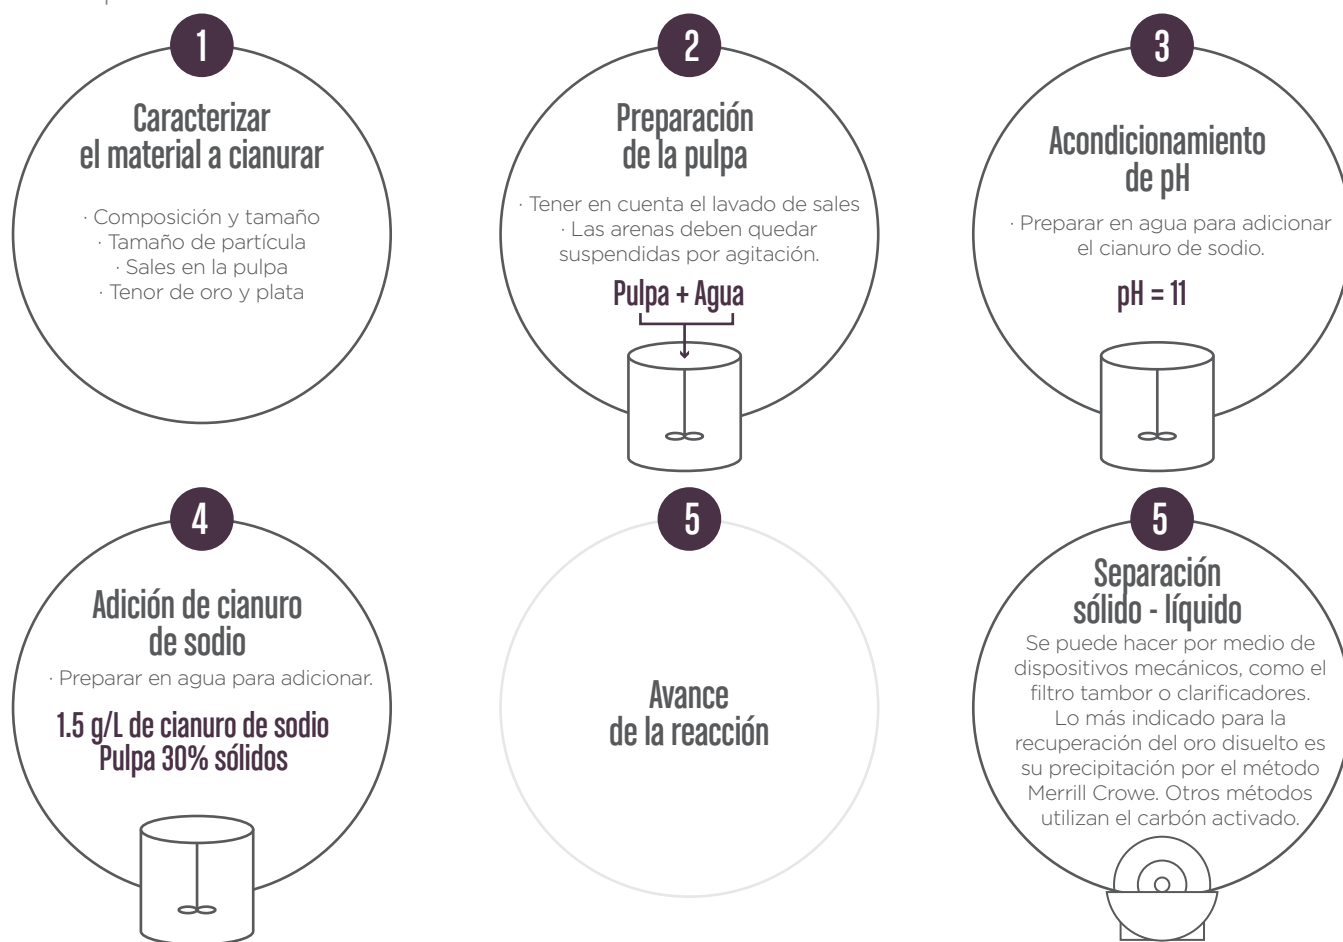 1
Caracterizar
el material a cianurar
· Composición y tamaño
· Tamaño de partícula
· Sales en la pulpa
· Tenor de oro y plata
2
Preparación
de la pulpa
· Tener en cuenta el lavado de sales
· Las arenas deben quedar
suspendidas por agitación.
Pulpa + Agua
3
Acondicionamiento
de pH
· Preparar en agua para adicionar
el cianuro de sodio.
pH = 11
4
Adición de cianuro
de sodio
· Preparar en agua para adicionar.
1.5 g/L de cianuro de sodio
Pulpa 30% sólidos
5
Avance
de la reacción
5
Separación
sólido - líquido
Se puede hacer por medio de
dispositivos mecánicos, como el
filtro tambor o clarificadores.
Lo más indicado para la
recuperación del oro disuelto es
su precipitación por el método
Merrill Crowe. Otros métodos
utilizan el carbón activado.